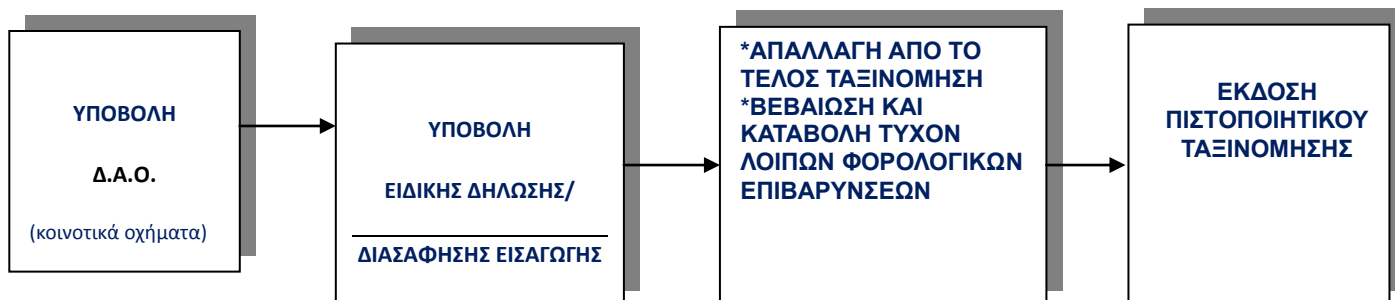 ΥΠΟΒΟΛΗ
Δ.Α.Ο.
(κοινοτικά οχήματα)
ΥΠΟΒΟΛΗ
ΕΙΔΙΚΗΣ ΔΗΛΩΣΗΣ/
ΔΙΑΣΑΦΗΣΗΣ ΕΙΣΑΓΩΓΗΣ
*ΑΠΑΛΛΑΓΗ ΑΠΟ ΤΟ
ΤΕΛΟΣ ΤΑΞΙΝΟΜΗΣΗ
*ΒΕΒΑΙΩΣΗ ΚΑΙ
ΚΑΤΑΒΟΛΗ ΤΥΧΟΝ
ΛΟΙΠΩΝ ΦΟΡΟΛΟΓΙΚΩΝ
ΕΠΙΒΑΡΥΝΣΕΩΝ
ΕΚΔΟΣΗ
ΠΙΣΤΟΠΟΙΗΤΙΚΟΥ
ΤΑΞΙΝΟΜΗΣΗΣ